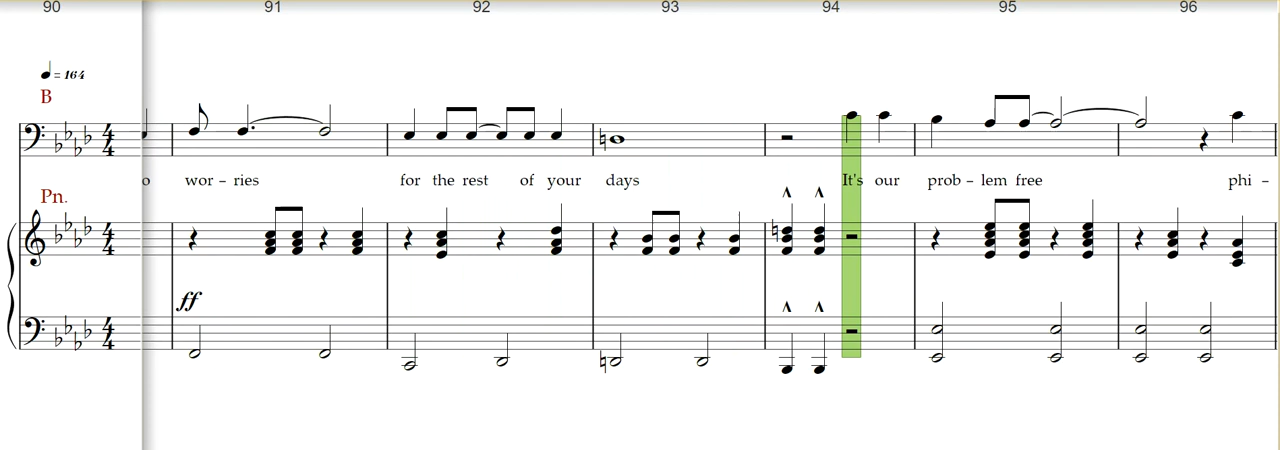 90 91 92 93 94 95 96
= 164
B
o wor – ries for the rest of your days It's our prob – lem free phi –
Pn.
ff